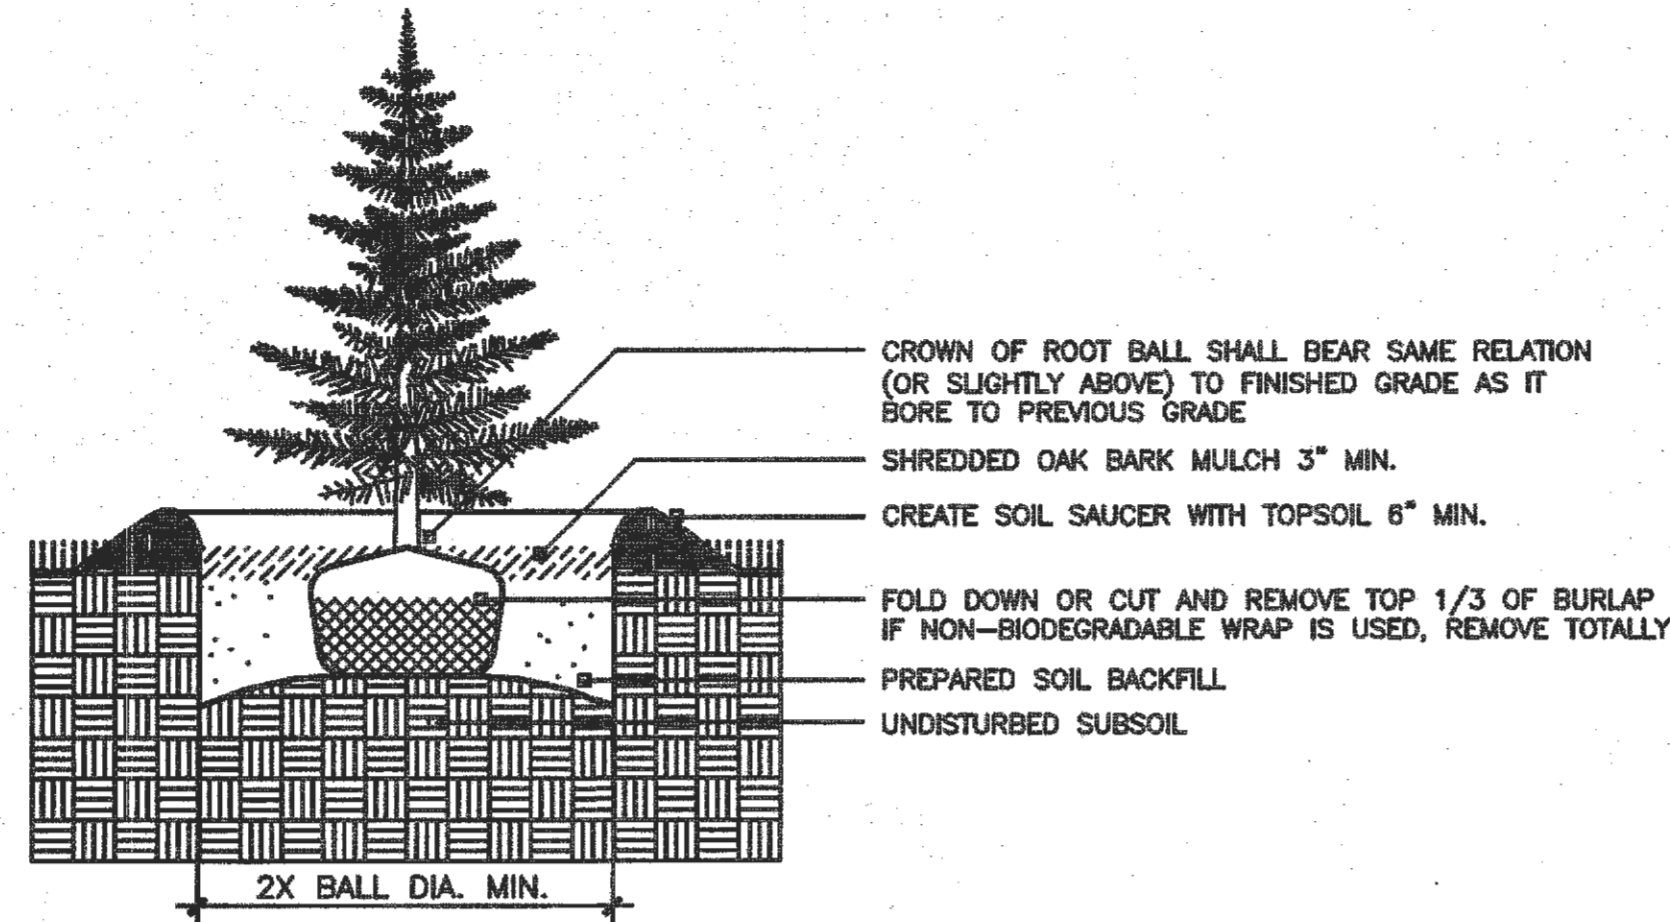 CROWN OF ROOT BALL SHALL BEAR SAME RELATION
(OR SLIGHTLY ABOVE) TO FINISHED GRADE AS IT
BORE TO PREVIOUS GRADE
SHREDDED OAK BARK MULCH 3" MIN.
CREATE SOIL SAUCER WITH TOPSOIL 6" MIN.
FOLD DOWN OR CUT AND REMOVE TOP 1/3 OF BURLAP
IF NON-BIODEGRADABLE WRAP IS USED, REMOVE TOTALLY
PREPARED SOIL BACKFILL
UNDISTURBED SUBSOIL
2X BALL DIA. MIN.